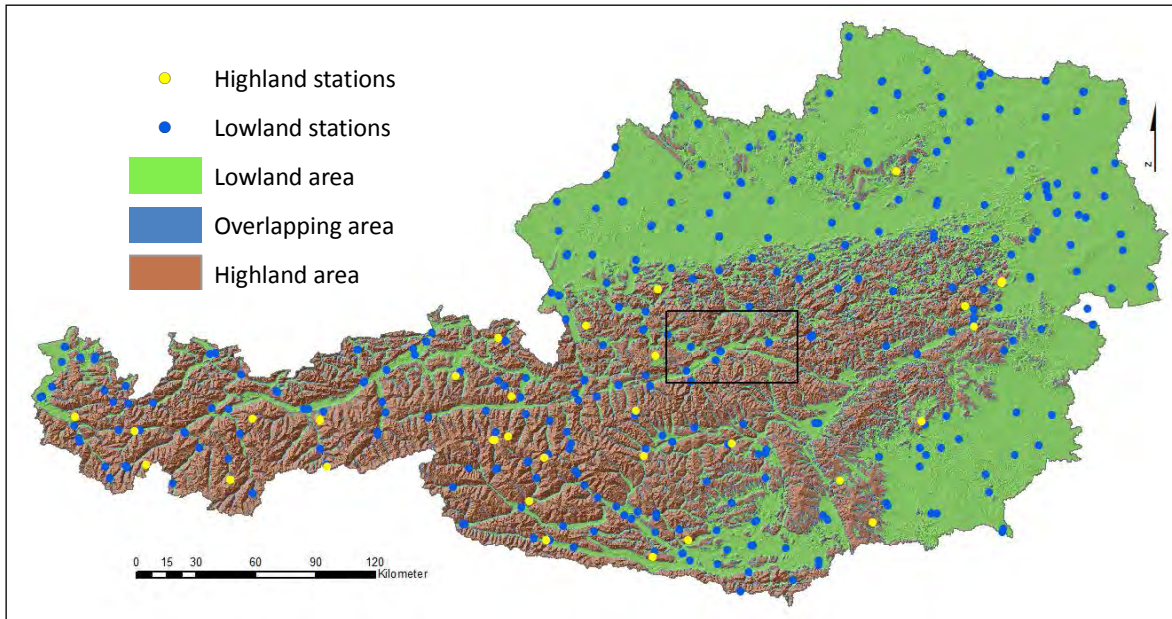 Highland stations
Lowland stations
Lowland area
Overlapping area
Highland area
z
0 15 30 60 90 120
Kilometer